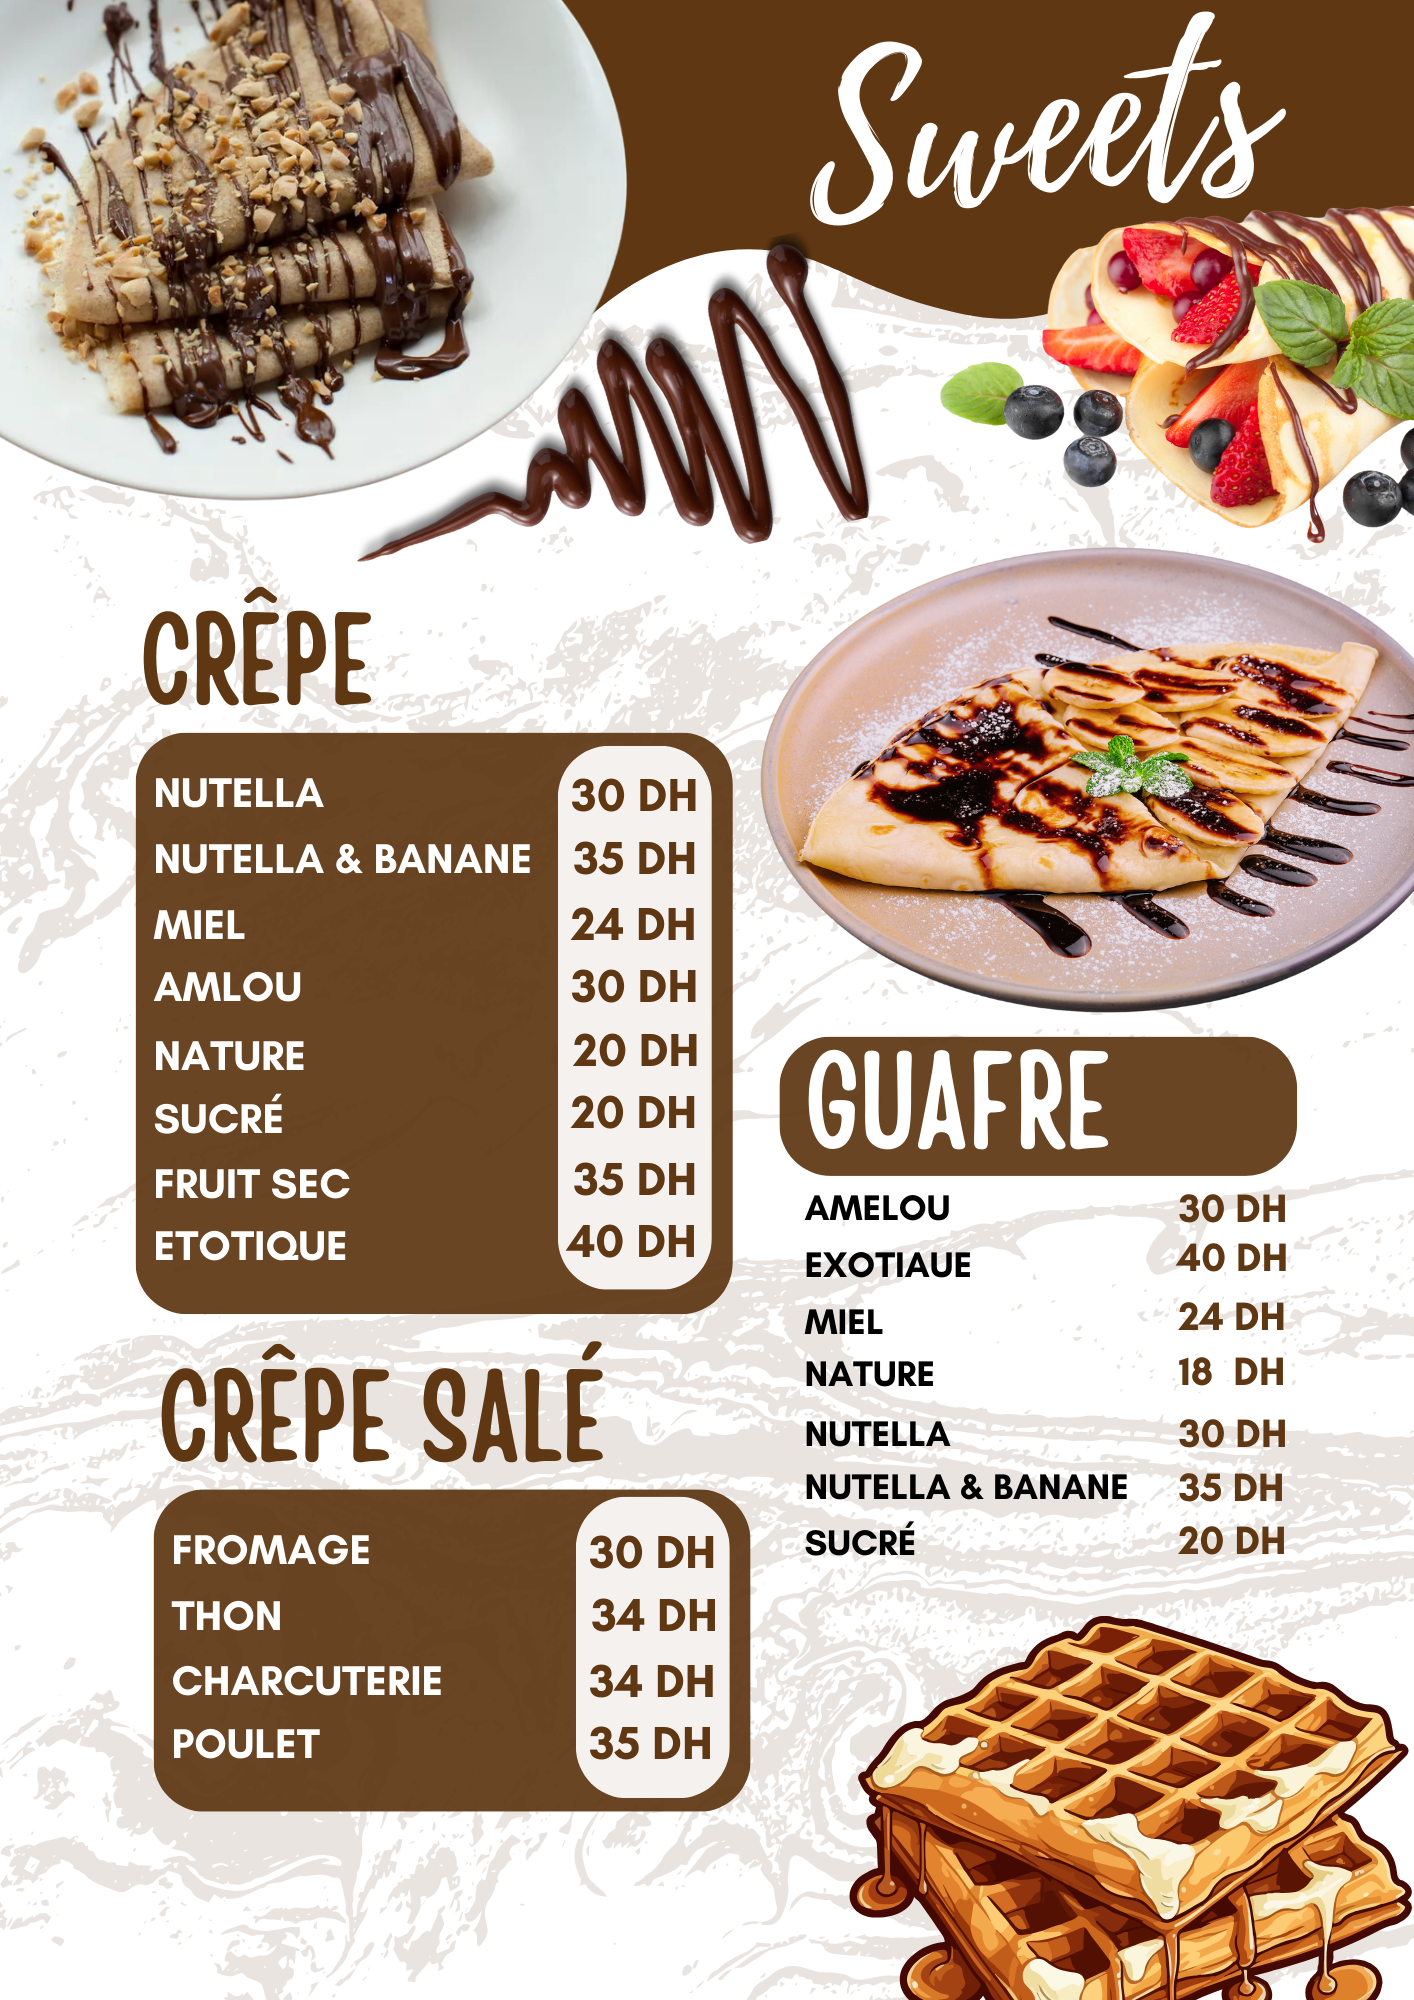 Sweets
CRÊPE
NUTELLA 30 DH
NUTELLA & BANANE 35 DH
MIEL 24 DH
AMLOU 30 DH
NATURE 20 DH
SUCRÉ 20 DH
FRUIT SEC 35 DH
ETOTIQUE 40 DH
CRÊPE SALÉ
FROMAGE 30 DH
THON 34 DH
CHARCUTERIE 34 DH
POULET 35 DH
GUAFRE
AMELOU 30 DH
EXOTIAUE 40 DH
MIEL 24 DH
NATURE 18 DH
NUTELLA 30 DH
NUTELLA & BANANE 35 DH
SUCRÉ 20 DH